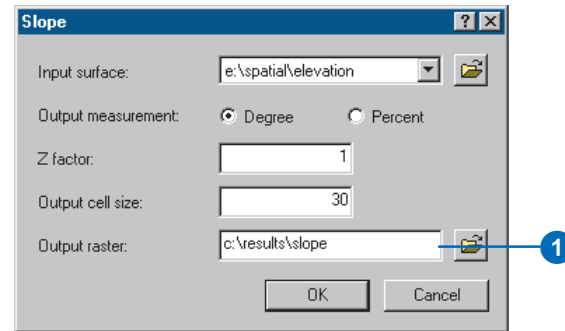 Slope
Input surface: e:\spatial\elevation
Output measurement: Degree Percent
Z factor: 1
Output cell size: 30
Output raster: c:\results\slope 1
OK Cancel